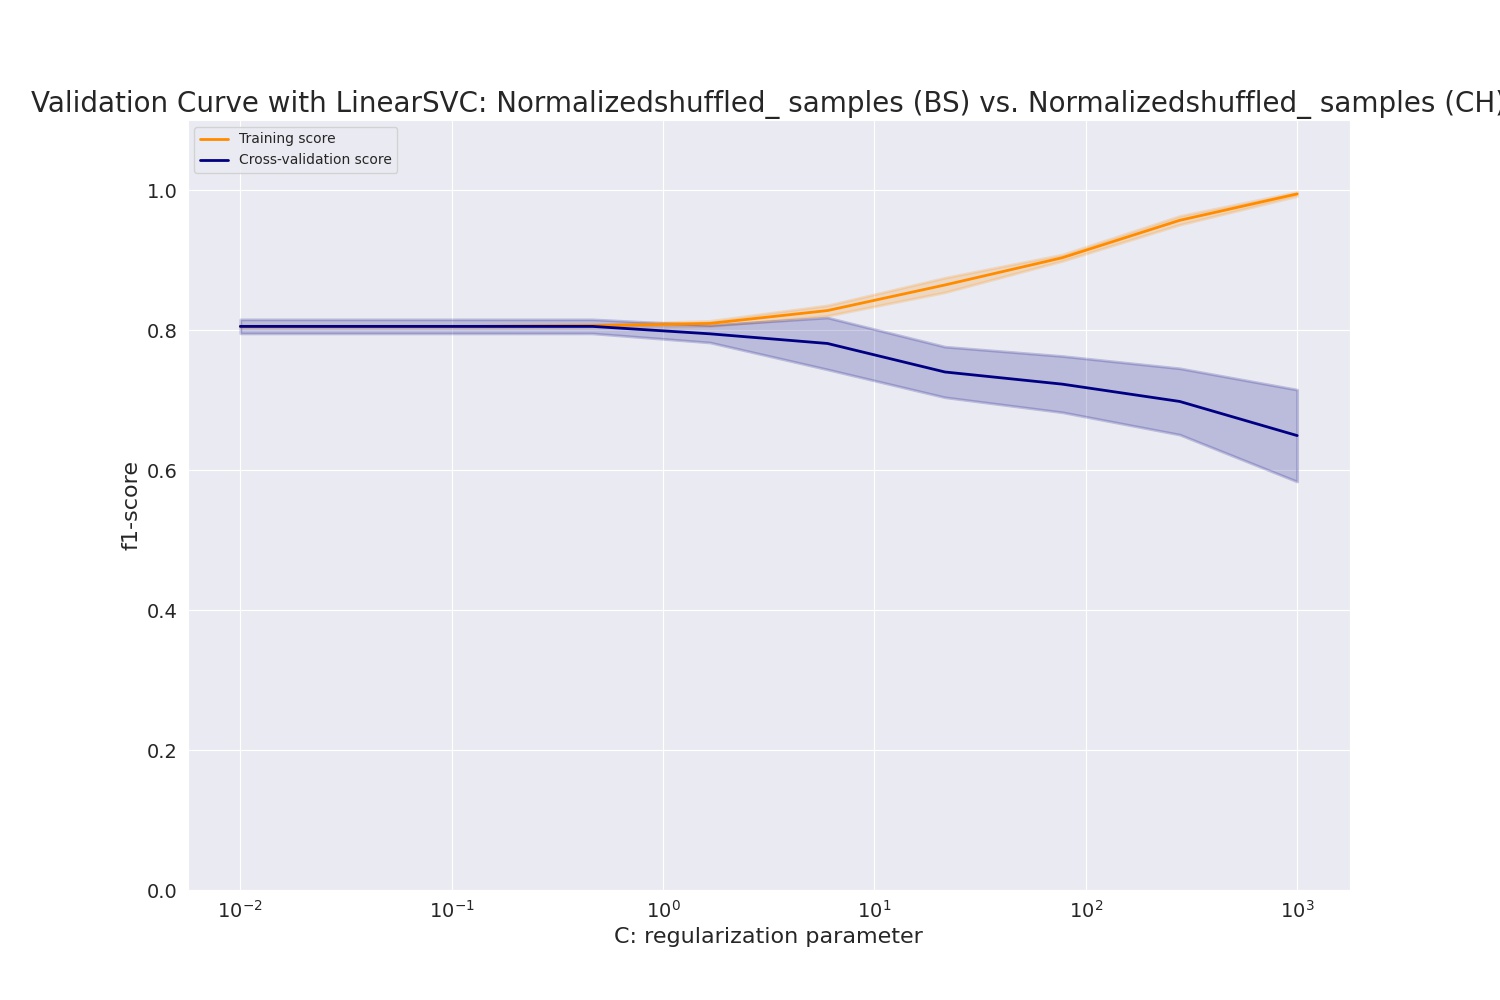 Validation Curve with LinearSVC: Normalizedshuffled_ samples (BS) vs. Normalizedshuffled_ samples (CH)
Training score
Cross-validation score
1.0
0.8
0.6
0.4
0.2
0.0
f1-score
10⁻² 10⁻¹ 10⁰ 10¹ 10² 10³
C: regularization parameter